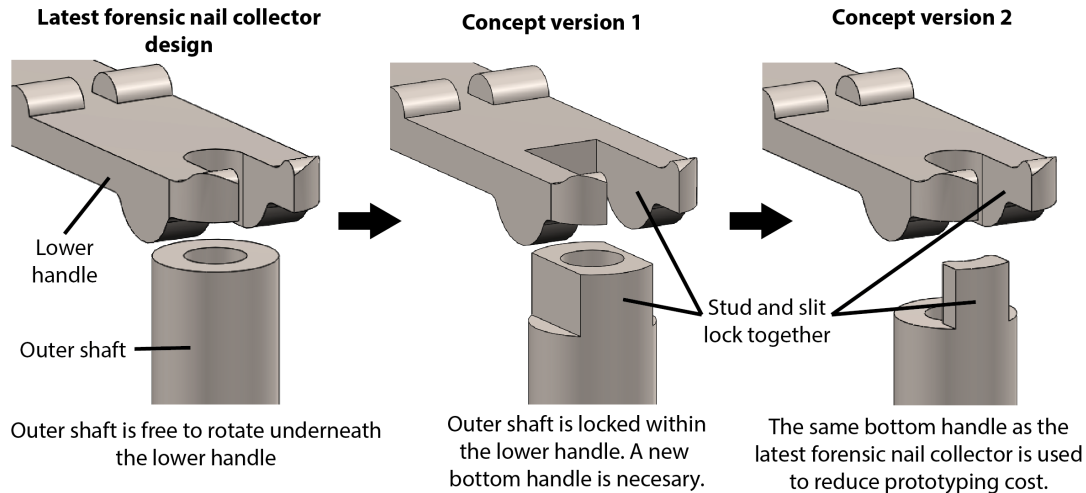 Latest forensic nail collector
design
Concept version 1
Concept version 2
Lower
handle
Outer shaft
Stud and slit
lock together
Outer shaft is free to rotate underneath
the lower handle
Outer shaft is locked within
the lower handle. A new
bottom handle is necesary.
The same bottom handle as the
latest forensic nail collector is used
to reduce prototyping cost.